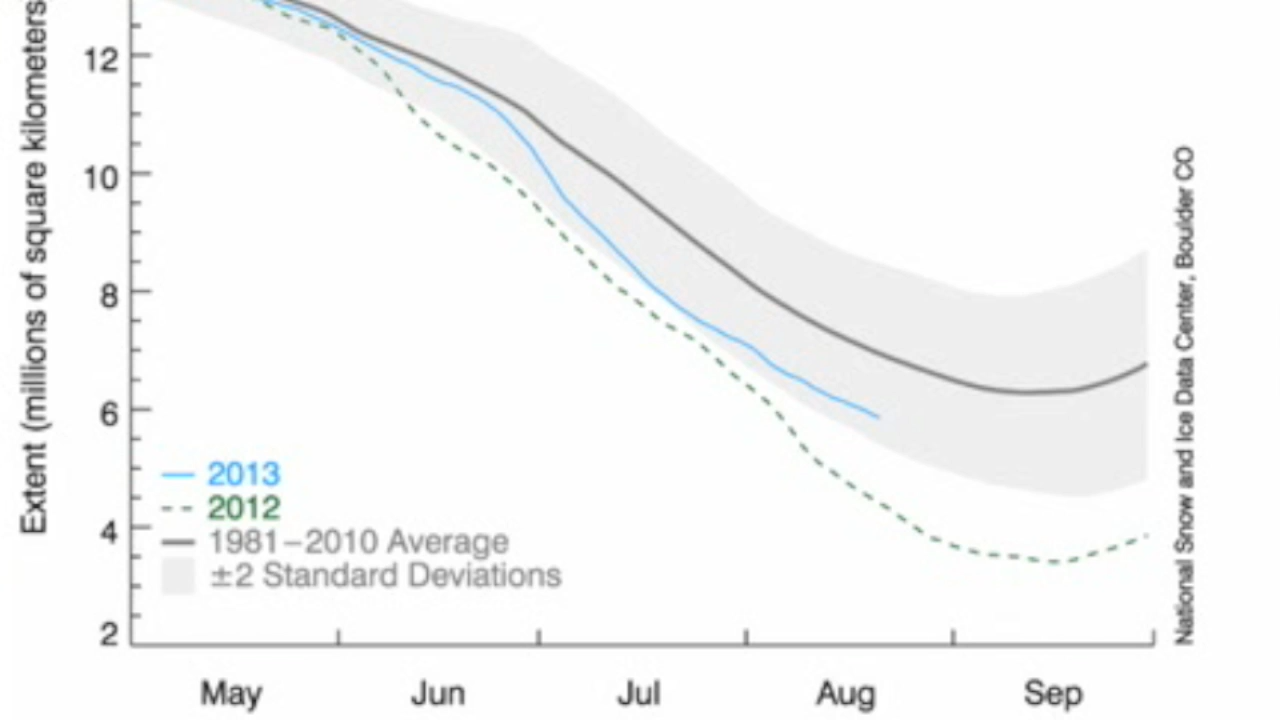 Extent (millions of square kilometers
12
10
8
6
4
2
2013
2012
1981–2010 Average
±2 Standard Deviations
May
Jun
Jul
Aug
Sep
National Snow and Ice Data Center, Boulder CO